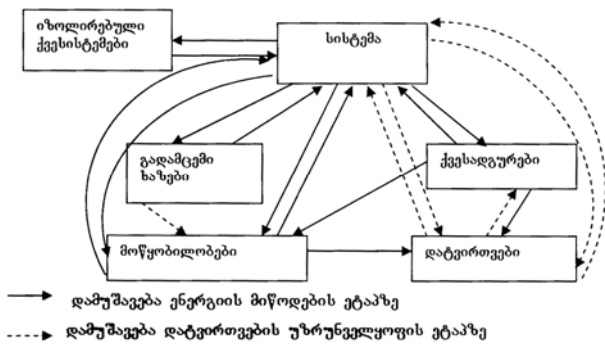 იზოლირებული
ქვესისტემები
სისტემა
გადამცემი
ხაზები
ქვესადგურები
მოწყობილობები
დატვირთვები
დამუშავება ენერგიის მიწოდების ეტაპზე
დამუშავება დატვირთვების უზრუნველყოფის ეტაპზე